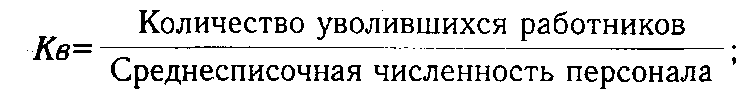 Количество уволившихся работников
Кв=
Среднесписочная численность персонала ;